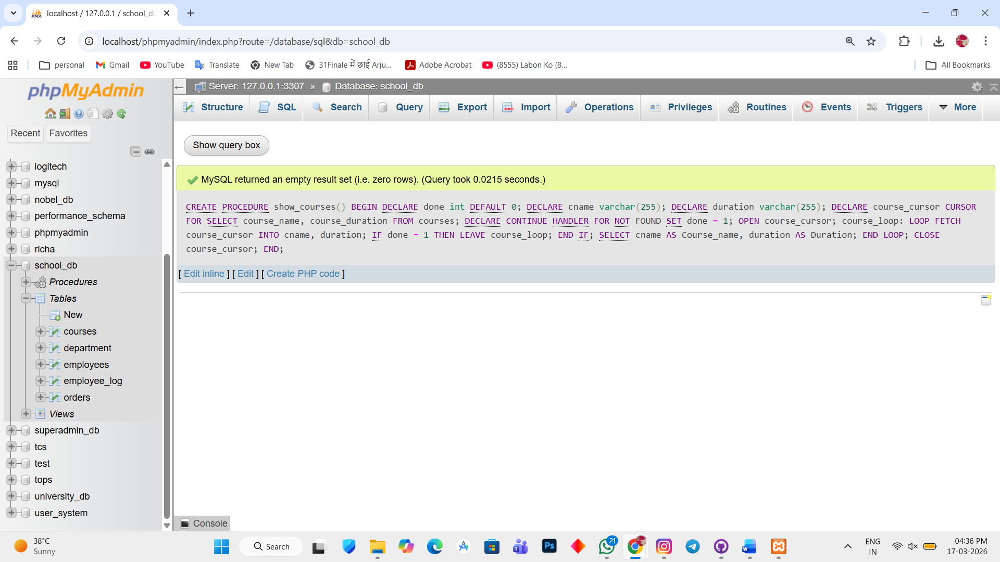 localhost / 127.0.0.1 / school_d
localhost/phpmyadmin/index.php?route=/database/sql&db=school_db
personal
Gmail
YouTube
Translate
New Tab
31Finale में छाई Arju...
Adobe Acrobat
(8555) Labon Ko (8...
All Bookmarks
phpMyAdmin
Recent
Favorites
logitech
mysql
nobel_db
performance_schema
phpmyadmin
richa
school_db
Procedures
Tables
New
courses
department
employees
employee_log
orders
Views
superadmin_db
tcs
test
tops
university_db
user_system
Server: 127.0.0.1:3307 » Database: school_db
Structure
SQL
Search
Query
Export
Import
Operations
Privileges
Routines
Events
Triggers
More
Show query box
MySQL returned an empty result set (i.e. zero rows). (Query took 0.0215 seconds.)
CREATE PROCEDURE show_courses() BEGIN DECLARE done int DEFAULT 0; DECLARE cname varchar(255); DECLARE duration varchar(255); DECLARE course_cursor CURSOR
FOR SELECT course_name, course_duration FROM courses; DECLARE CONTINUE HANDLER FOR NOT FOUND SET done = 1; OPEN course_cursor; course_loop: LOOP FETCH
course_cursor INTO cname, duration; IF done = 1 THEN LEAVE course_loop; END IF; SELECT cname AS Course_name, duration AS Duration; END LOOP; CLOSE
course_cursor; END;
[ Edit inline ] [ Edit ] [ Create PHP code ]
Console
38°C
Sunny
Search
Ps
21
ENG
IN
04:36 PM
17-03-2026